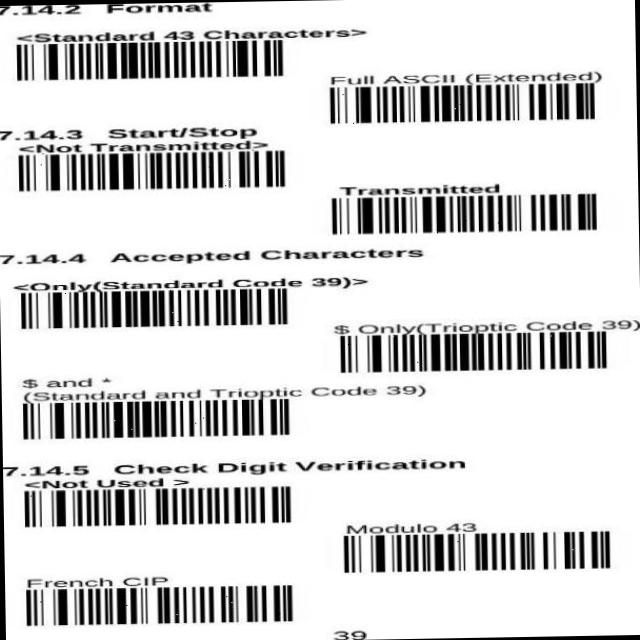 7.14.2 Format
<Standard 43 Characters>
Full ASCII (Extended)
7.14.3 Start/Stop
<Not Transmitted>
Transmitted
7.14.4 Accepted Characters
<Only(Standard Code 39)>
$ Only(Trioptic Code 39)
$ and *
(Standard and Trioptic Code 39)
7.14.5 Check Digit Verification
<Not Used >
Modulo 43
French CIP
39